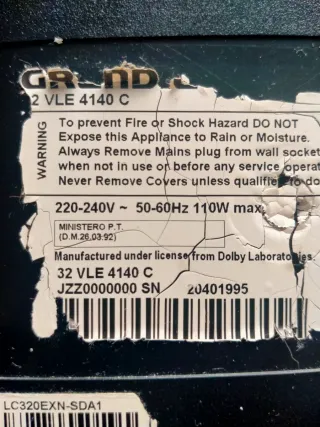 2 VLE 4140 C
WARNING
To prevent Fire or Shock Hazard DO NOT
Expose this Appliance to Rain or Moisture.
Always Remove Mains plug from wall socket
when not in use or before any service operat
Never Remove Covers unless qualified to do
220-240V ~ 50-60Hz 110W max.
MINISTERO P.T.
(D.M.26.03.92)
Manufactured under license from Dolby Laboratories.
32 VLE 4140 C
JZZ0000000 SN 20401995
LC320EXN-SDA1